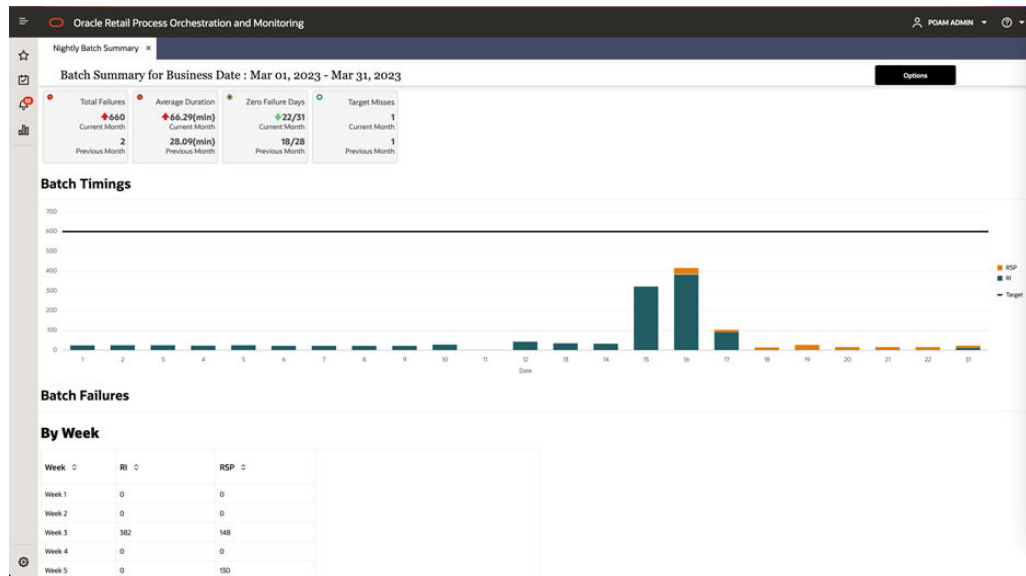 Oracle Retail Process Orchestration and Monitoring
POAM ADMIN
Nightly Batch Summary ×
Batch Summary for Business Date : Mar 01, 2023 - Mar 31, 2023
Options
Total Failures
660
Current Month
2
Previous Month
Average Duration
66.29(min)
Current Month
28.09(min)
Previous Month
Zero Failure Days
22/31
Current Month
18/28
Previous Month
Target Misses
1
Current Month
1
Previous Month
Batch Timings
700
600
500
400
300
200
100
0
1 2 3 4 5 6 7 8 9 10 11 12 13 14 15 16 17 18 19 20 21 22 31
Date
RSP
RI
Target
Batch Failures
By Week
Week RI RSP
Week 1 0 0
Week 2 0 0
Week 3 382 148
Week 4 0 0
Week 5 0 130